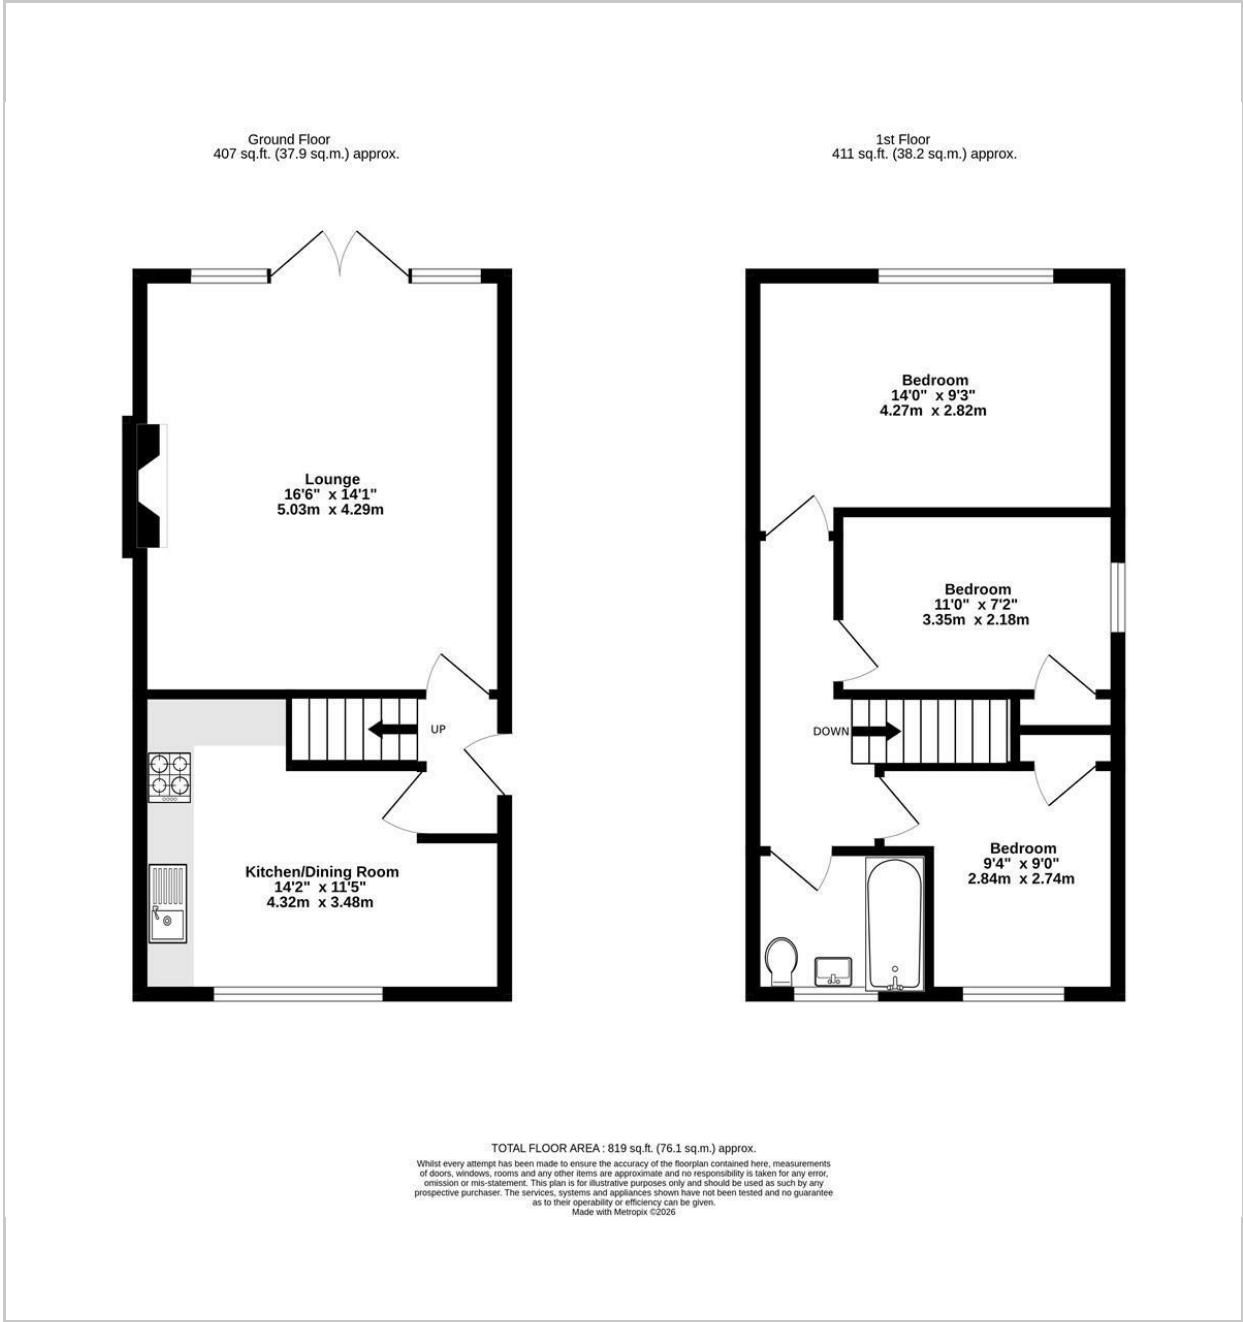 Ground Floor
407 sq.ft. (37.9 sq.m.) approx.
1st Floor
411 sq.ft. (38.2 sq.m.) approx.
Lounge
16'6" x 14'1"
5.03m x 4.29m
UP
Kitchen/Dining Room
14'2" x 11'5"
4.32m x 3.48m
Bedroom
14'0" x 9'3"
4.27m x 2.82m
Bedroom
11'0" x 7'2"
3.35m x 2.18m
DOWN
Bedroom
9'4" x 9'0"
2.84m x 2.74m
TOTAL FLOOR AREA : 819 sq.ft. (76.1 sq.m.) approx.
Whilst every attempt has been made to ensure the accuracy of the floorplan contained here, measurements
of doors, windows, rooms and any other items are approximate and no responsibility is taken for any error,
omission or mis-statement. This plan is for illustrative purposes only and should be used as such by any
prospective purchaser. The services, systems and appliances shown have not been tested and no guarantee
as to their operability or efficiency can be given.
Made with Metropix ©2026